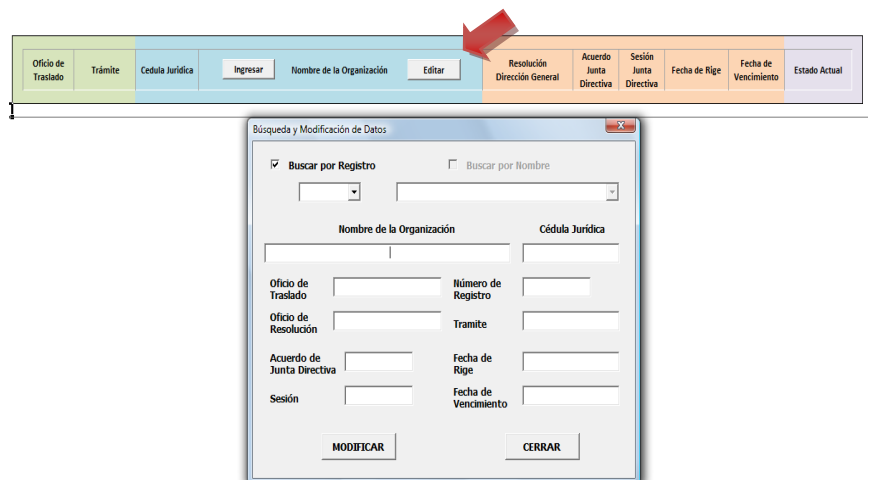 Oficio de Traslado
Trámite
Cedula Juridica
Ingresar
Nombre de la Organización
Editar
Resolución Dirección General
Acuerdo Junta Directiva
Sesión Junta Directiva
Fecha de Rige
Fecha de Vencimiento
Estado Actual
Búsqueda y Modificación de Datos
Buscar por Registro
Buscar por Nombre
Nombre de la Organización
Cédula Jurídica
Oficio de Traslado
Número de Registro
Oficio de Resolución
Tramite
Acuerdo de Junta Directiva
Fecha de Rige
Sesión
Fecha de Vencimiento
MODIFICAR
CERRAR